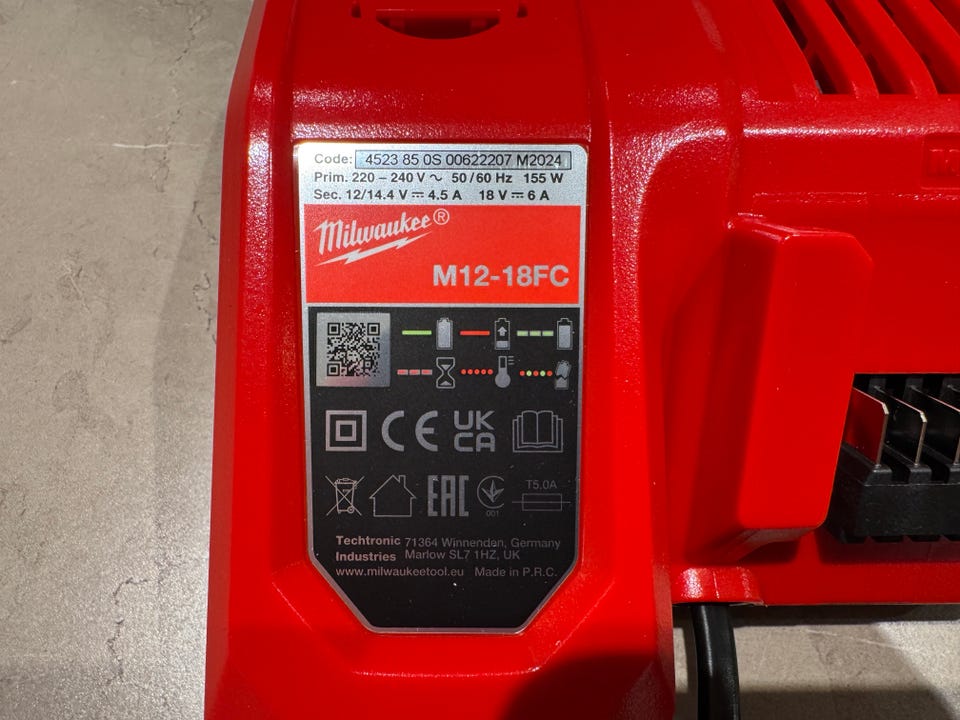 Code: 4523 85 0S 00622207 M2024
Prim. 220 – 240 V ~ 50/60 Hz 155 W
Sec. 12/14.4 V ⎓ 4.5 A 18 V ⎓ 6 A
Milwaukee®
M12-18FC
CE UK
CA
EAC
001
T5.0A
Techtronic 71364 Winnenden, Germany
Industries Marlow SL7 1HZ, UK
www.milwaukeetool.eu Made in P.R.C.